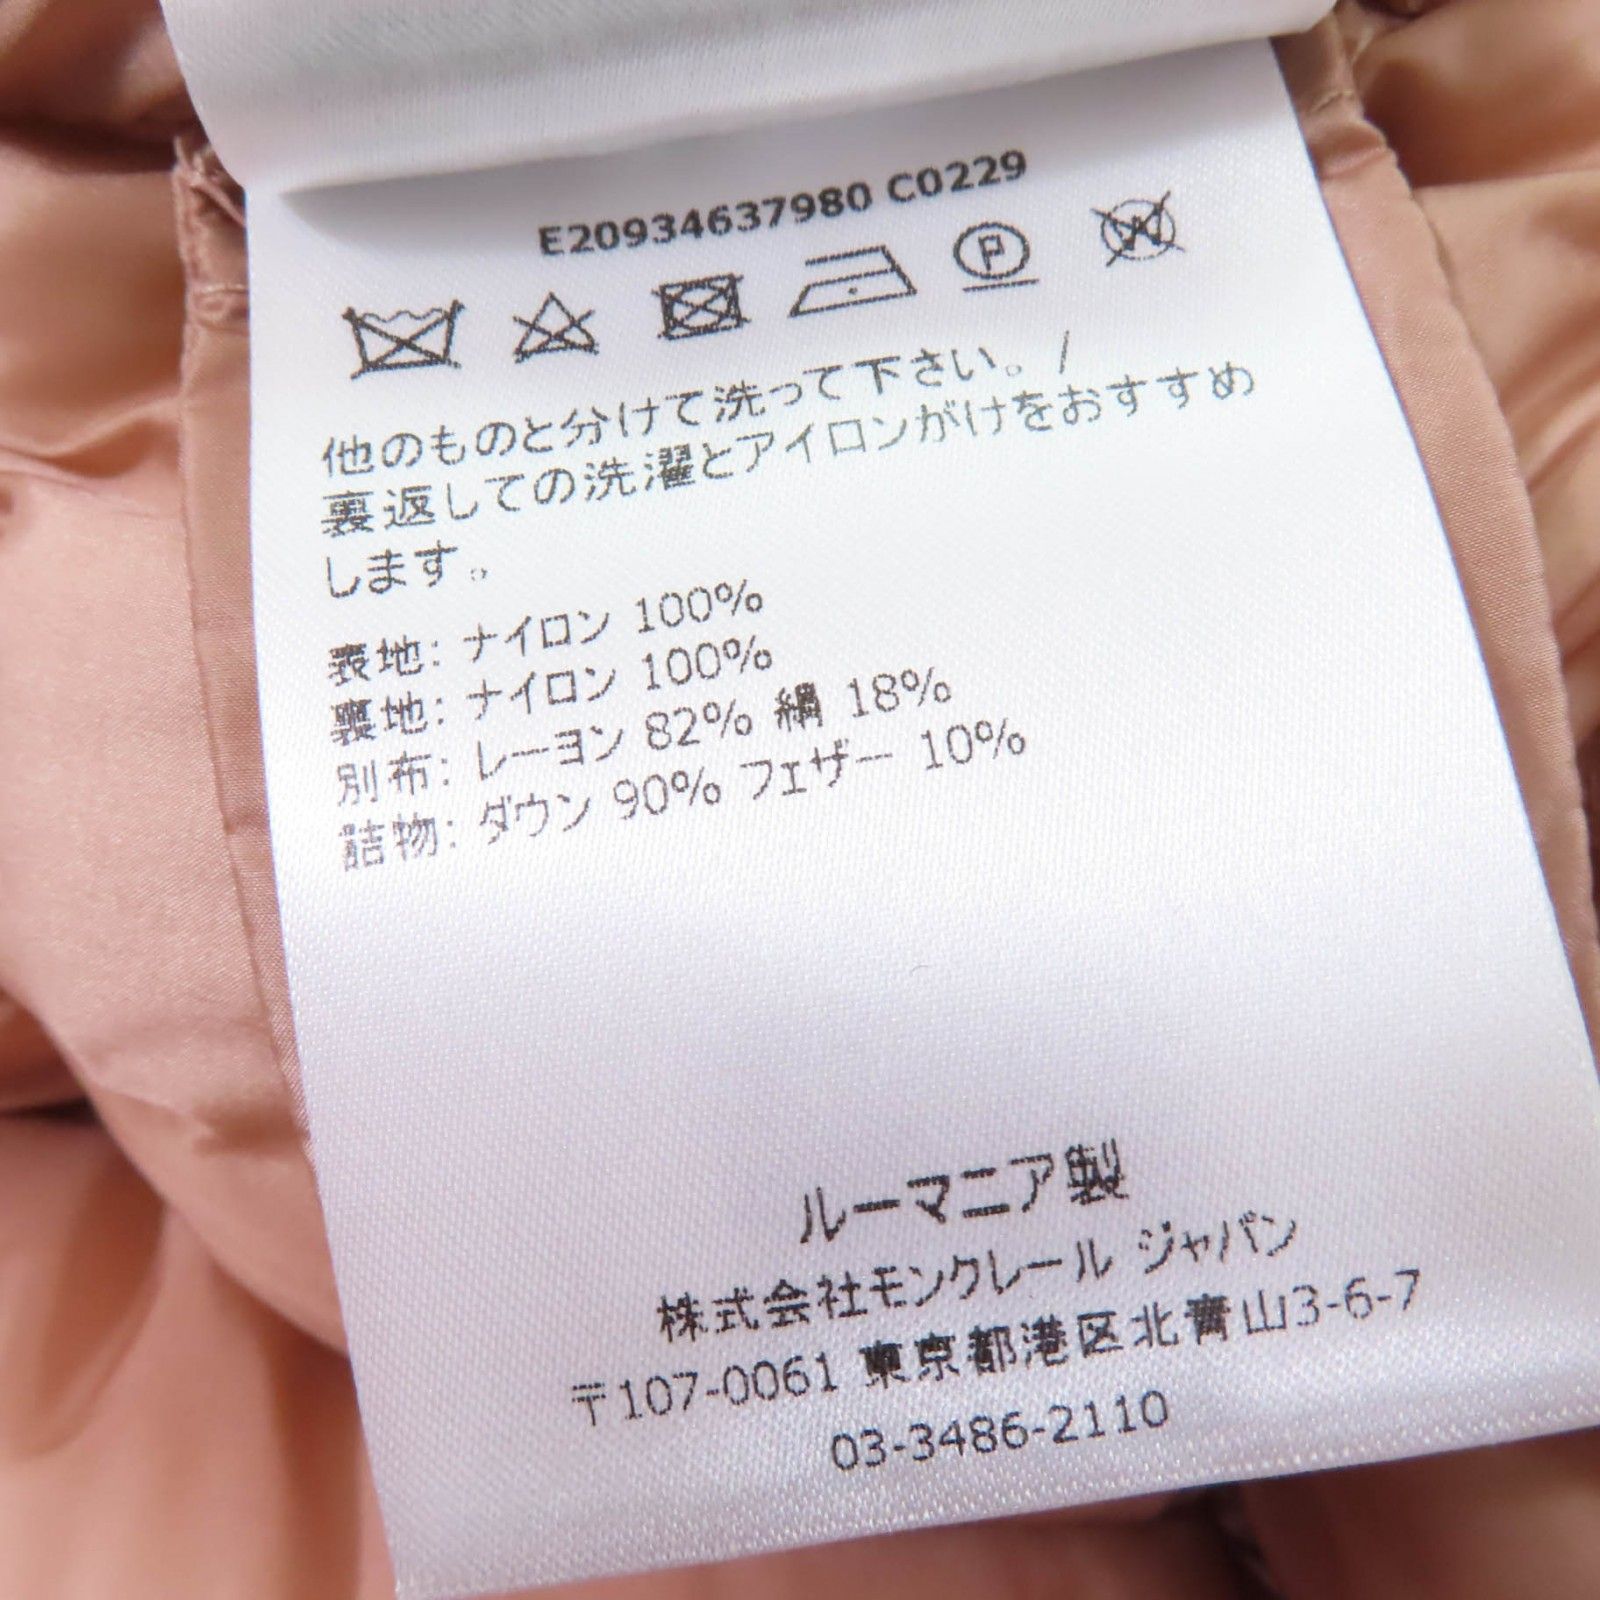 E20934637980 C0229
他のものと分けて洗って下さい。/
裏返しての洗濯とアイロンがけをおすすめ
します。
表地: ナイロン 100%
裏地: ナイロン 100%
別布: レーヨン 82% 絹 18%
詰物: ダウン 90% フェザー 10%
ルーマニア製
株式会社モンクレール ジャパン
〒107-0061 東京都港区北青山3-6-7
03-3486-2110